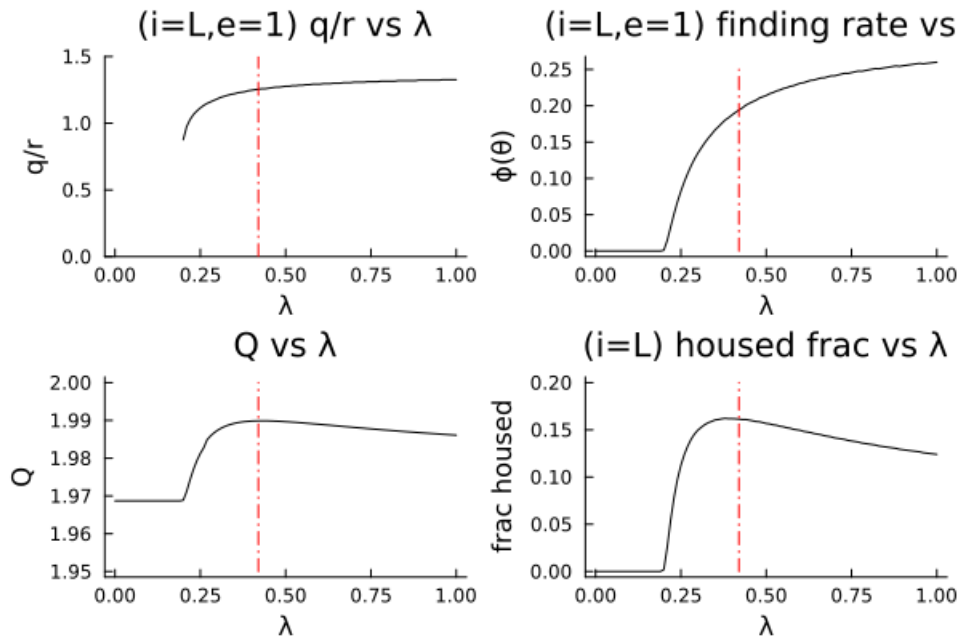 (i=L,e=1) q/r vs λ
1.5
1.0
0.5
0.0
q/r
0.00 0.25 0.50 0.75 1.00
λ
(i=L,e=1) finding rate vs
0.25
0.20
0.15
0.10
0.05
0.00
ϕ(θ)
0.00 0.25 0.50 0.75 1.00
λ
Q vs λ
2.00
1.99
1.98
1.97
1.96
1.95
Q
0.00 0.25 0.50 0.75 1.00
λ
(i=L) housed frac vs λ
0.20
0.15
0.10
0.05
0.00
frac housed
0.00 0.25 0.50 0.75 1.00
λ